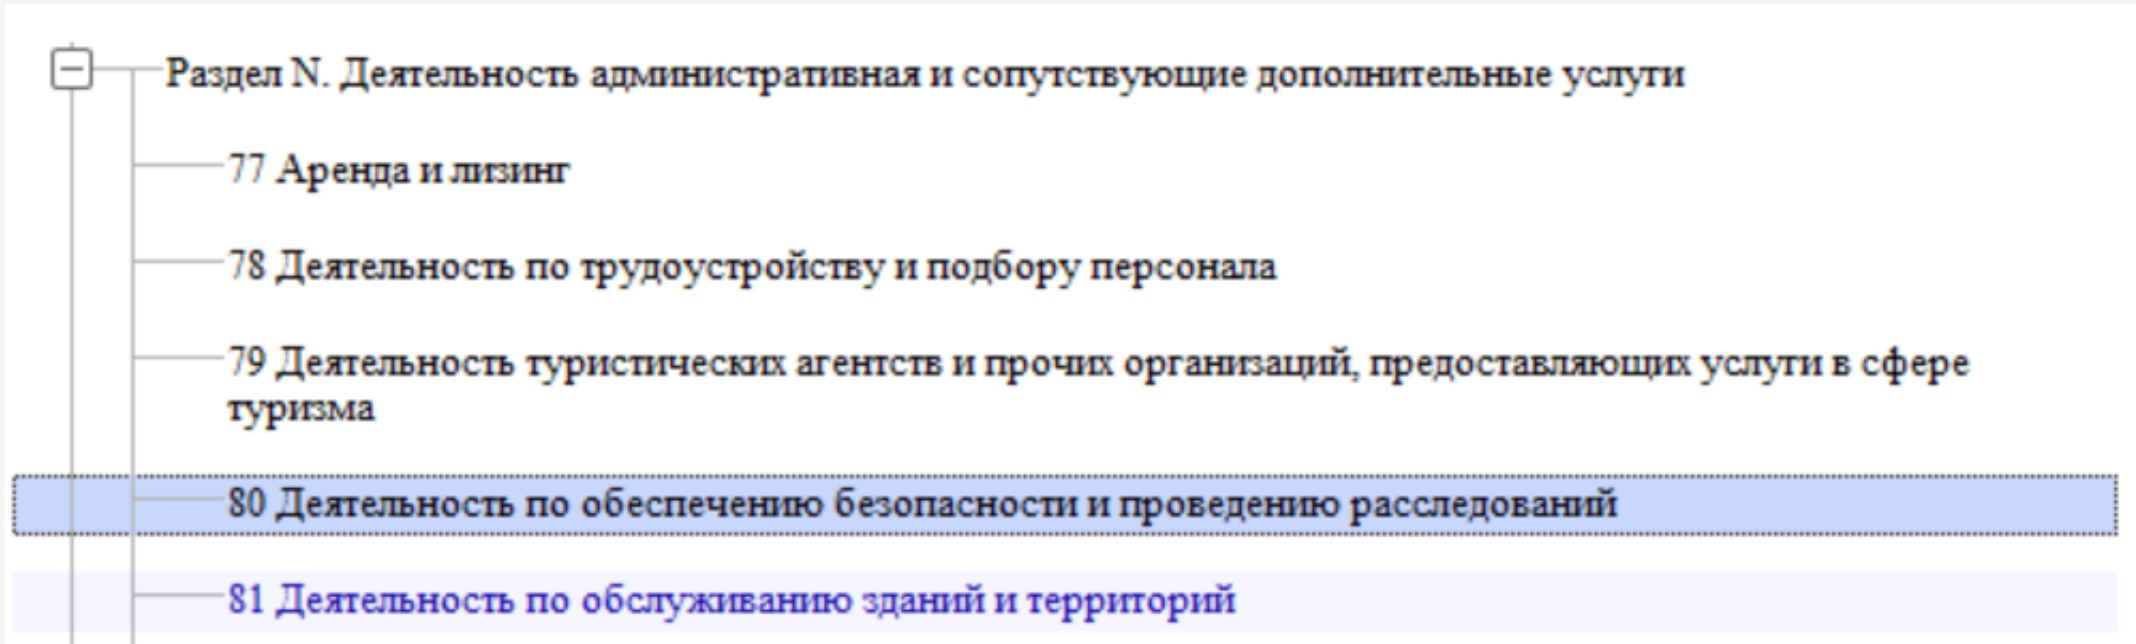 Раздел N. Деятельность административная и сопутствующие дополнительные услуги
77 Аренда и лизинг
78 Деятельность по трудоустройству и подбору персонала
79 Деятельность туристических агентств и прочих организаций, предоставляющих услуги в сфере
туризма
80 Деятельность по обеспечению безопасности и проведению расследований
81 Деятельность по обслуживанию зданий и территорий